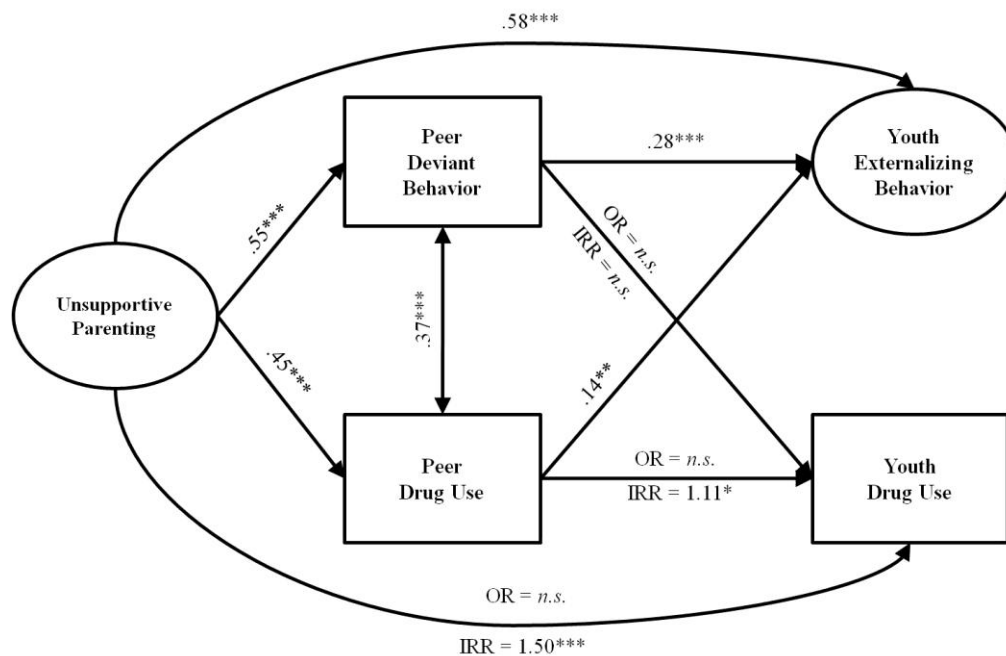 .58***
Peer
Deviant
Behavior
.28***
Youth
Externalizing
Behavior
.55***
OR = n.s.
IRR = n.s.
Unsupportive
Parenting
.37***
.45***
.14**
Peer
Drug Use
OR = n.s.
IRR = 1.11*
Youth
Drug Use
OR = n.s.
IRR = 1.50***